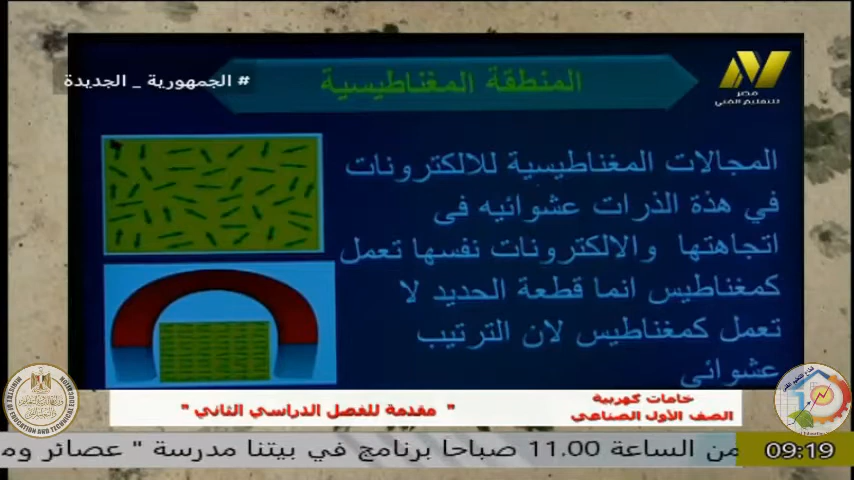 # الجمهورية _ الجديدة
المنطقة المغناطيسية
مصر
للتعليم الفني
المجالات المغناطيسية للالكترونات
في هذة الذرات عشوائيه فى
اتجاهتها والالكترونات نفسها تعمل
كمغناطيس انما قطعة الحديد لا
تعمل كمغناطيس لان الترتيب
عشوائي
خامات كهربية
الصف الأول الصناعي
" مقدمة للفصل الدراسي الثاني "
من الساعة 11.00 صباحا برنامج في بيتنا مدرسة " عصائر وم
09:19